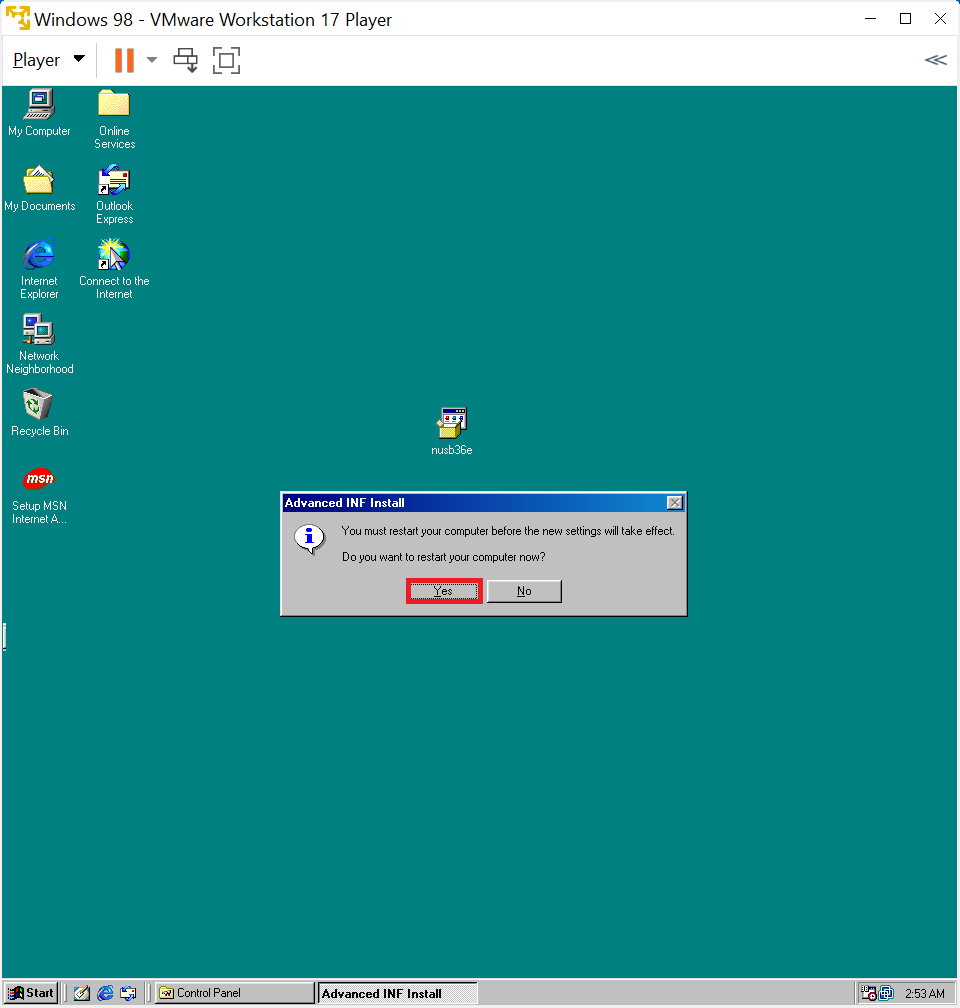 Windows 98 - VMware Workstation 17 Player
Player
My Computer
Online
Services
My Documents
Outlook
Express
Internet
Explorer
Connect to the
Internet
Network
Neighborhood
Recycle Bin
msn
Setup MSN
Internet A...
nusb36e
Advanced INF Install
You must restart your computer before the new settings will take effect.
Do you want to restart your computer now?
Yes
No
Start
Control Panel
Advanced INF Install
2:53 AM